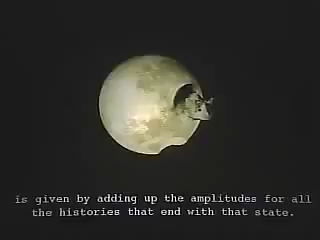 is given by adding up the amplitudes for all
the histories that end with that state.